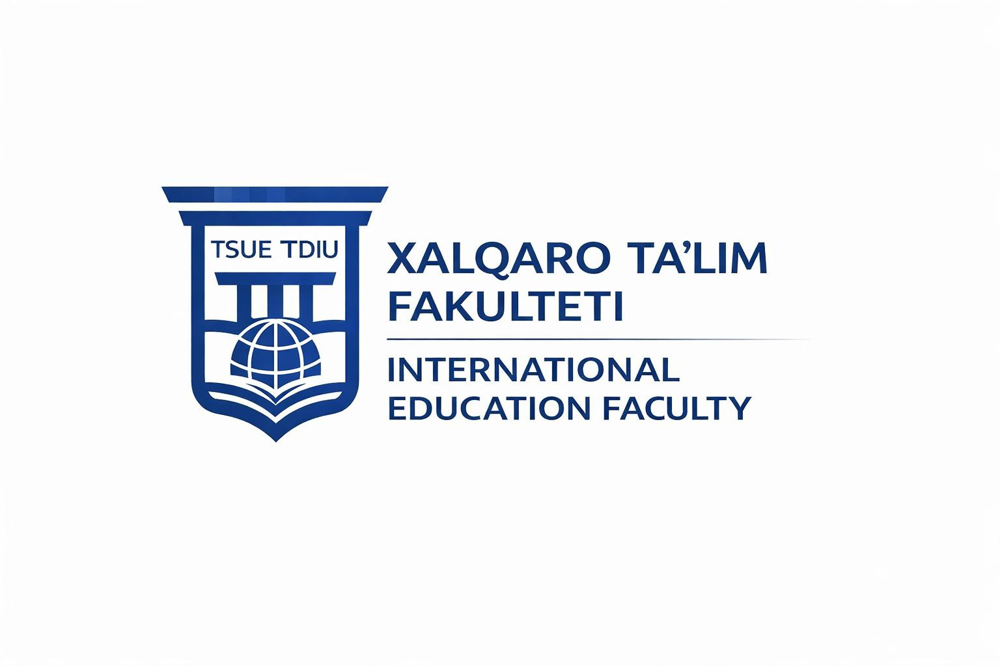 TSUE TDIU
XALQARO TA’LIM
FAKULTETI
INTERNATIONAL
EDUCATION FACULTY